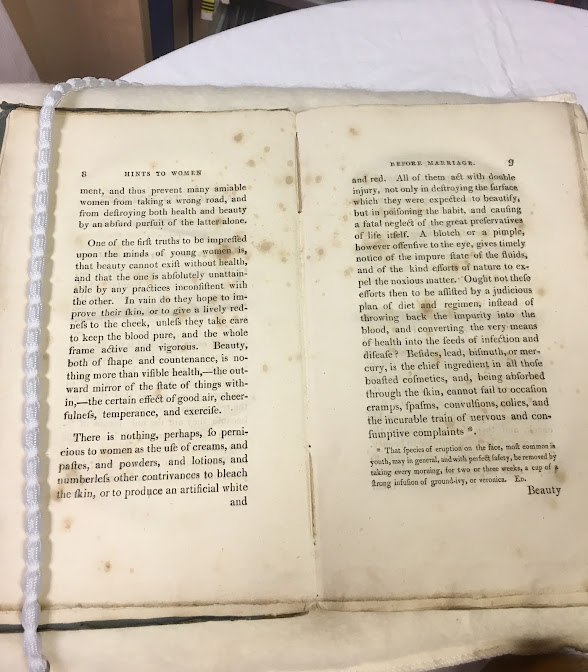 8 HINTS TO WOMEN
ment, and thus prevent many amiable
women from taking a wrong road, and
from deſtroying both health and beauty
by an abſurd purſuit of the latter alone.
One of the firſt truths to be impreſſed
upon the minds of young women is,
that beauty cannot exiſt without health,
and that the one is abſolutely unattain-
able by any practices inconſiſtent with
the other. In vain do they hope to im-
prove their ſkin, or to give a lively red-
neſs to the cheek, unleſs they take care
to keep the blood pure, and the whole
frame active and vigorous. Beauty,
both of ſhape and countenance, is no-
thing more than viſible health,—the out-
ward mirror of the ſtate of things with-
in,—the certain effect of good air, cheer-
fulneſs, temperance, and exerciſe.
There is nothing, perhaps, ſo perni-
cious to women as the uſe of creams, and
paſtes, and powders, and lotions, and
numberleſs other contrivances to bleach
the ſkin, or to produce an artificial white
and
BEFORE MARRIAGE. 9
and red. All of them act with double
injury, not only in deſtroying the ſurface
which they were expected to beautify,
but in poiſoning the habit, and cauſing
a fatal neglect of the great preſervatives
of life itſelf. A blotch or a pimple,
however offenſive to the eye, gives timely
notice of the impure ſtate of the fluids,
and of the kind efforts of nature to ex-
pel the noxious matter. Ought not theſe
efforts then to be aſſiſted by a judicious
plan of diet and regimen, inſtead of
throwing back the impurity into the
blood, and converting the very means
of health into the ſeeds of infection and
diſeaſe? Beſides, lead, biſmuth, or mer-
cury, is the chief ingredient in all thoſe
boaſted coſmetics, and, being abſorbed
through the ſkin, cannot fail to occaſion
cramps, ſpaſms, convulſions, colics, and
the incurable train of nervous and con-
ſumptive complaints *.
* That ſpecies of eruption on the face, moſt common in
youth, may in general, and with perfect ſafety, be removed by
taking every morning, for two or three weeks, a cup of a
ſtrong infuſion of ground-ivy, or veronica. ED.
Beauty